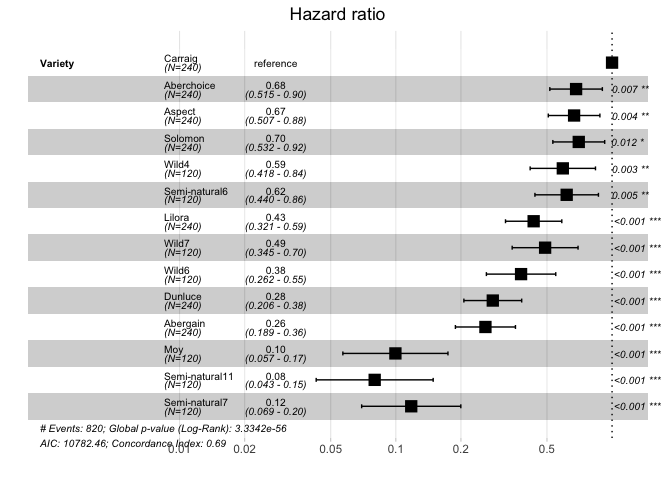 Hazard ratio
Variety
Carraig
(N=240)
reference
Aberchoice
(N=240)
0.68
(0.515 - 0.90)
0.007 **
Aspect
(N=240)
0.67
(0.507 - 0.88)
0.004 **
Solomon
(N=240)
0.70
(0.532 - 0.92)
0.012 *
Wild4
(N=120)
0.59
(0.418 - 0.84)
0.003 **
Semi-natural6
(N=120)
0.62
(0.440 - 0.86)
0.005 **
Lilora
(N=240)
0.43
(0.321 - 0.59)
<0.001 ***
Wild7
(N=120)
0.49
(0.345 - 0.70)
<0.001 ***
Wild6
(N=120)
0.38
(0.262 - 0.55)
<0.001 ***
Dunluce
(N=240)
0.28
(0.206 - 0.38)
<0.001 ***
Abergain
(N=240)
0.26
(0.189 - 0.36)
<0.001 ***
Moy
(N=120)
0.10
(0.057 - 0.17)
<0.001 ***
Semi-natural11
(N=120)
0.08
(0.043 - 0.15)
<0.001 ***
Semi-natural7
(N=120)
0.12
(0.069 - 0.20)
<0.001 ***
# Events: 820; Global p-value (Log-Rank): 3.3342e-56
AIC: 10782.46; Concordance Index: 0.69
0.01 0.02 0.05 0.1 0.2 0.5